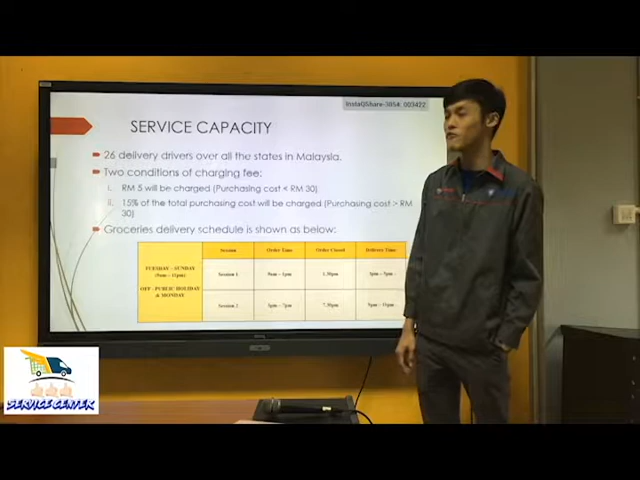 InstaQShare-3854: 003422
SERVICE CAPACITY
26 delivery drivers over all the states in Malaysia.
Two conditions of charging fee:
i. RM 5 will be charged (Purchasing cost < RM 30)
ii. 15% of the total purchasing cost will be charged (Purchasing cost > RM
30)
Groceries delivery schedule is shown as below:
Session Order Time Order Closed Delivery Time
TUESDAY – SUNDAY
(9am – 11pm)
OFF - PUBLIC HOLIDAY
& MONDAY
Session 1 9am – 1pm 1.30pm
Session 2 3pm – 7pm 7.30pm
SERVICE CENTER